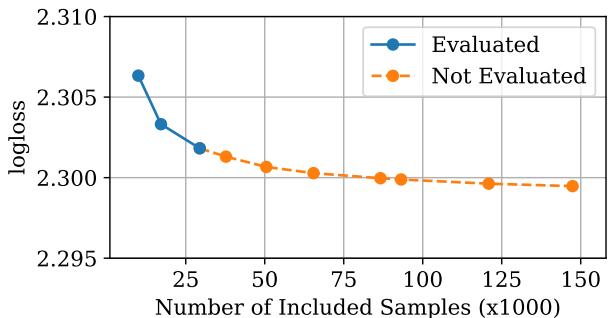 2.310
2.305
2.300
2.295
logloss
Evaluated
Not Evaluated
25 50 75 100 125 150
Number of Included Samples (x1000)